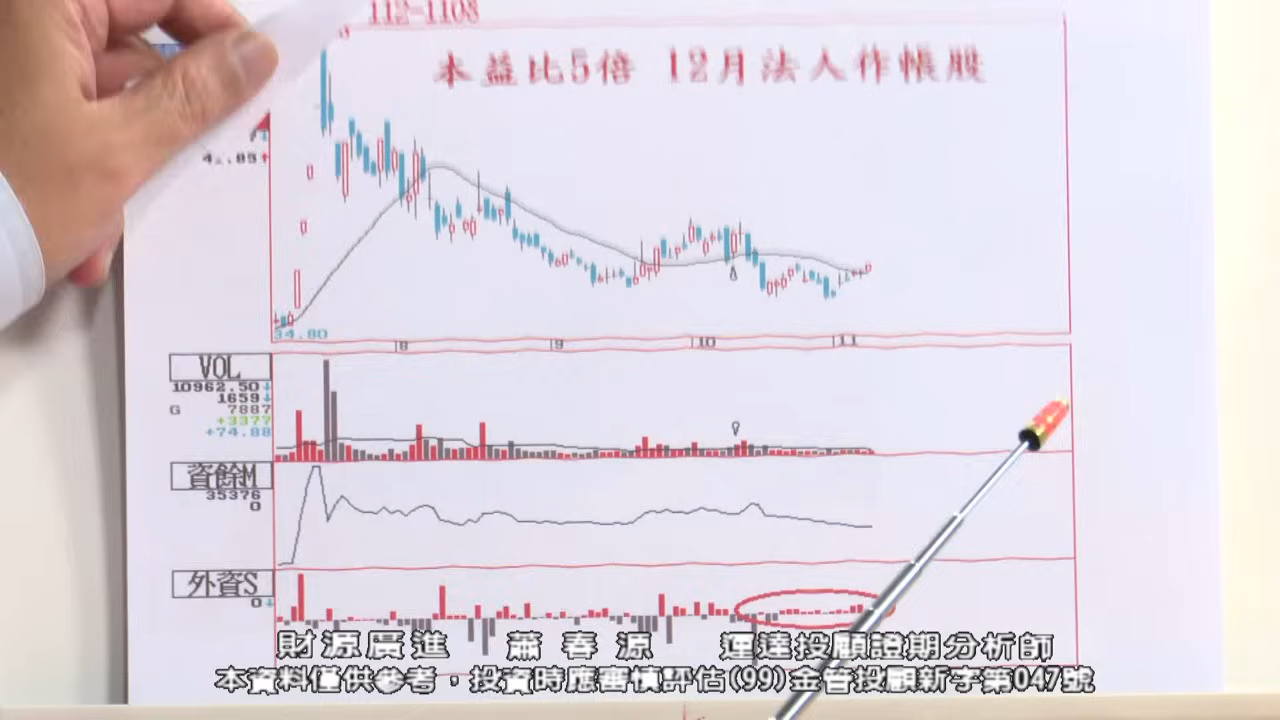 112-1108
本益比5倍 12月法人作帳股
34.80
8 9 10 11
VOL
10962.50↓
1659↓
G 7887
+3377
+74.88
資餘M
35376
0
外資S
0↓
財源廣進 蕭春源 運達投顧證期分析師
本資料僅供參考，投資時應審慎評估(99)金管投顧新字第047號